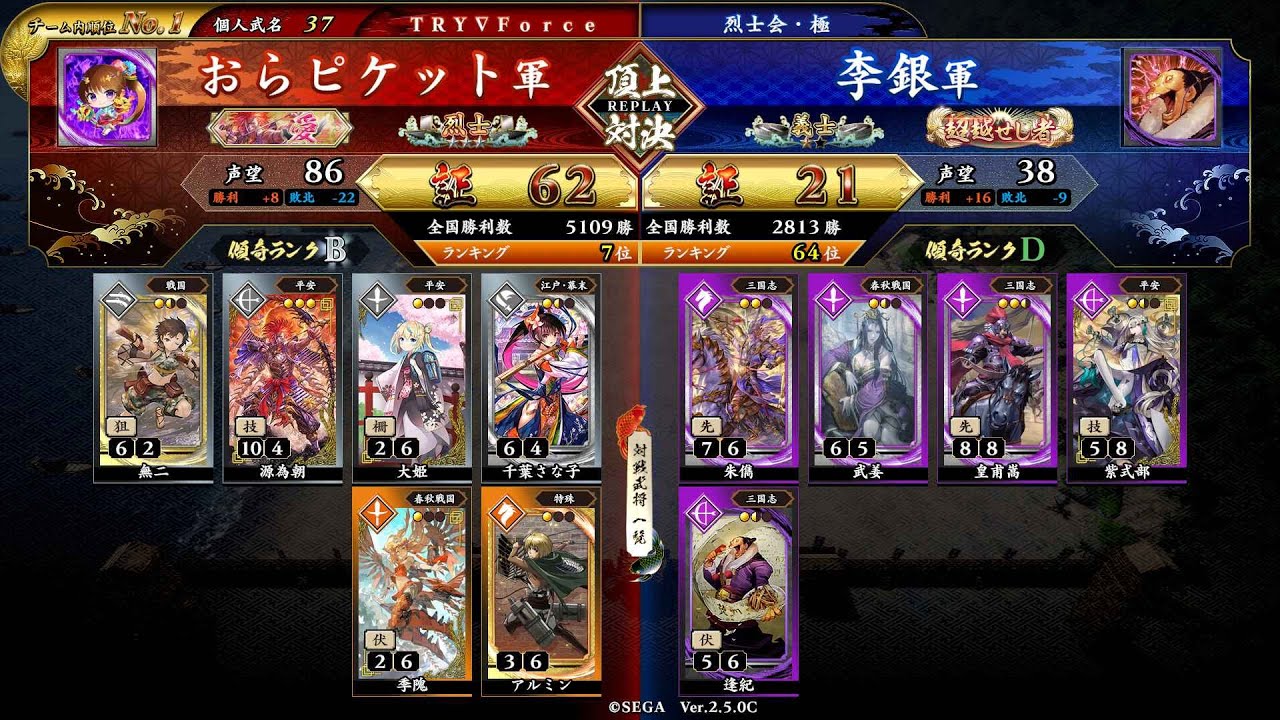 チーム内順位 No.1 個人武名 37
TRY∇Force
烈士会・極
おらピケット軍
頂上
REPLAY
対決
李銀軍
愛
烈士
義士
超越せし者
声望 86
勝利 +8 敗北 -22
証 62
証 21
声望 38
勝利 +16 敗北 -9
全国勝利数 5109勝
全国勝利数 2813勝
ランキング 7位
ランキング 64位
傾奇ランク B
傾奇ランク D
戦国
狙
6 2
無二
平安
技
10 4
源為朝
平安
柵
2 6
大姫
江戸・幕末
6 4
千葉さな子
三国志
先
7 6
朱儁
春秋戦国
6 5
武姜
三国志
先
8 8
皇甫嵩
平安
技
5 8
紫式部
対戦武将一覧
春秋戦国
伏
2 6
季隗
特殊
3 6
アルミン
三国志
伏
5 6
逢紀
©SEGA Ver.2.5.0C